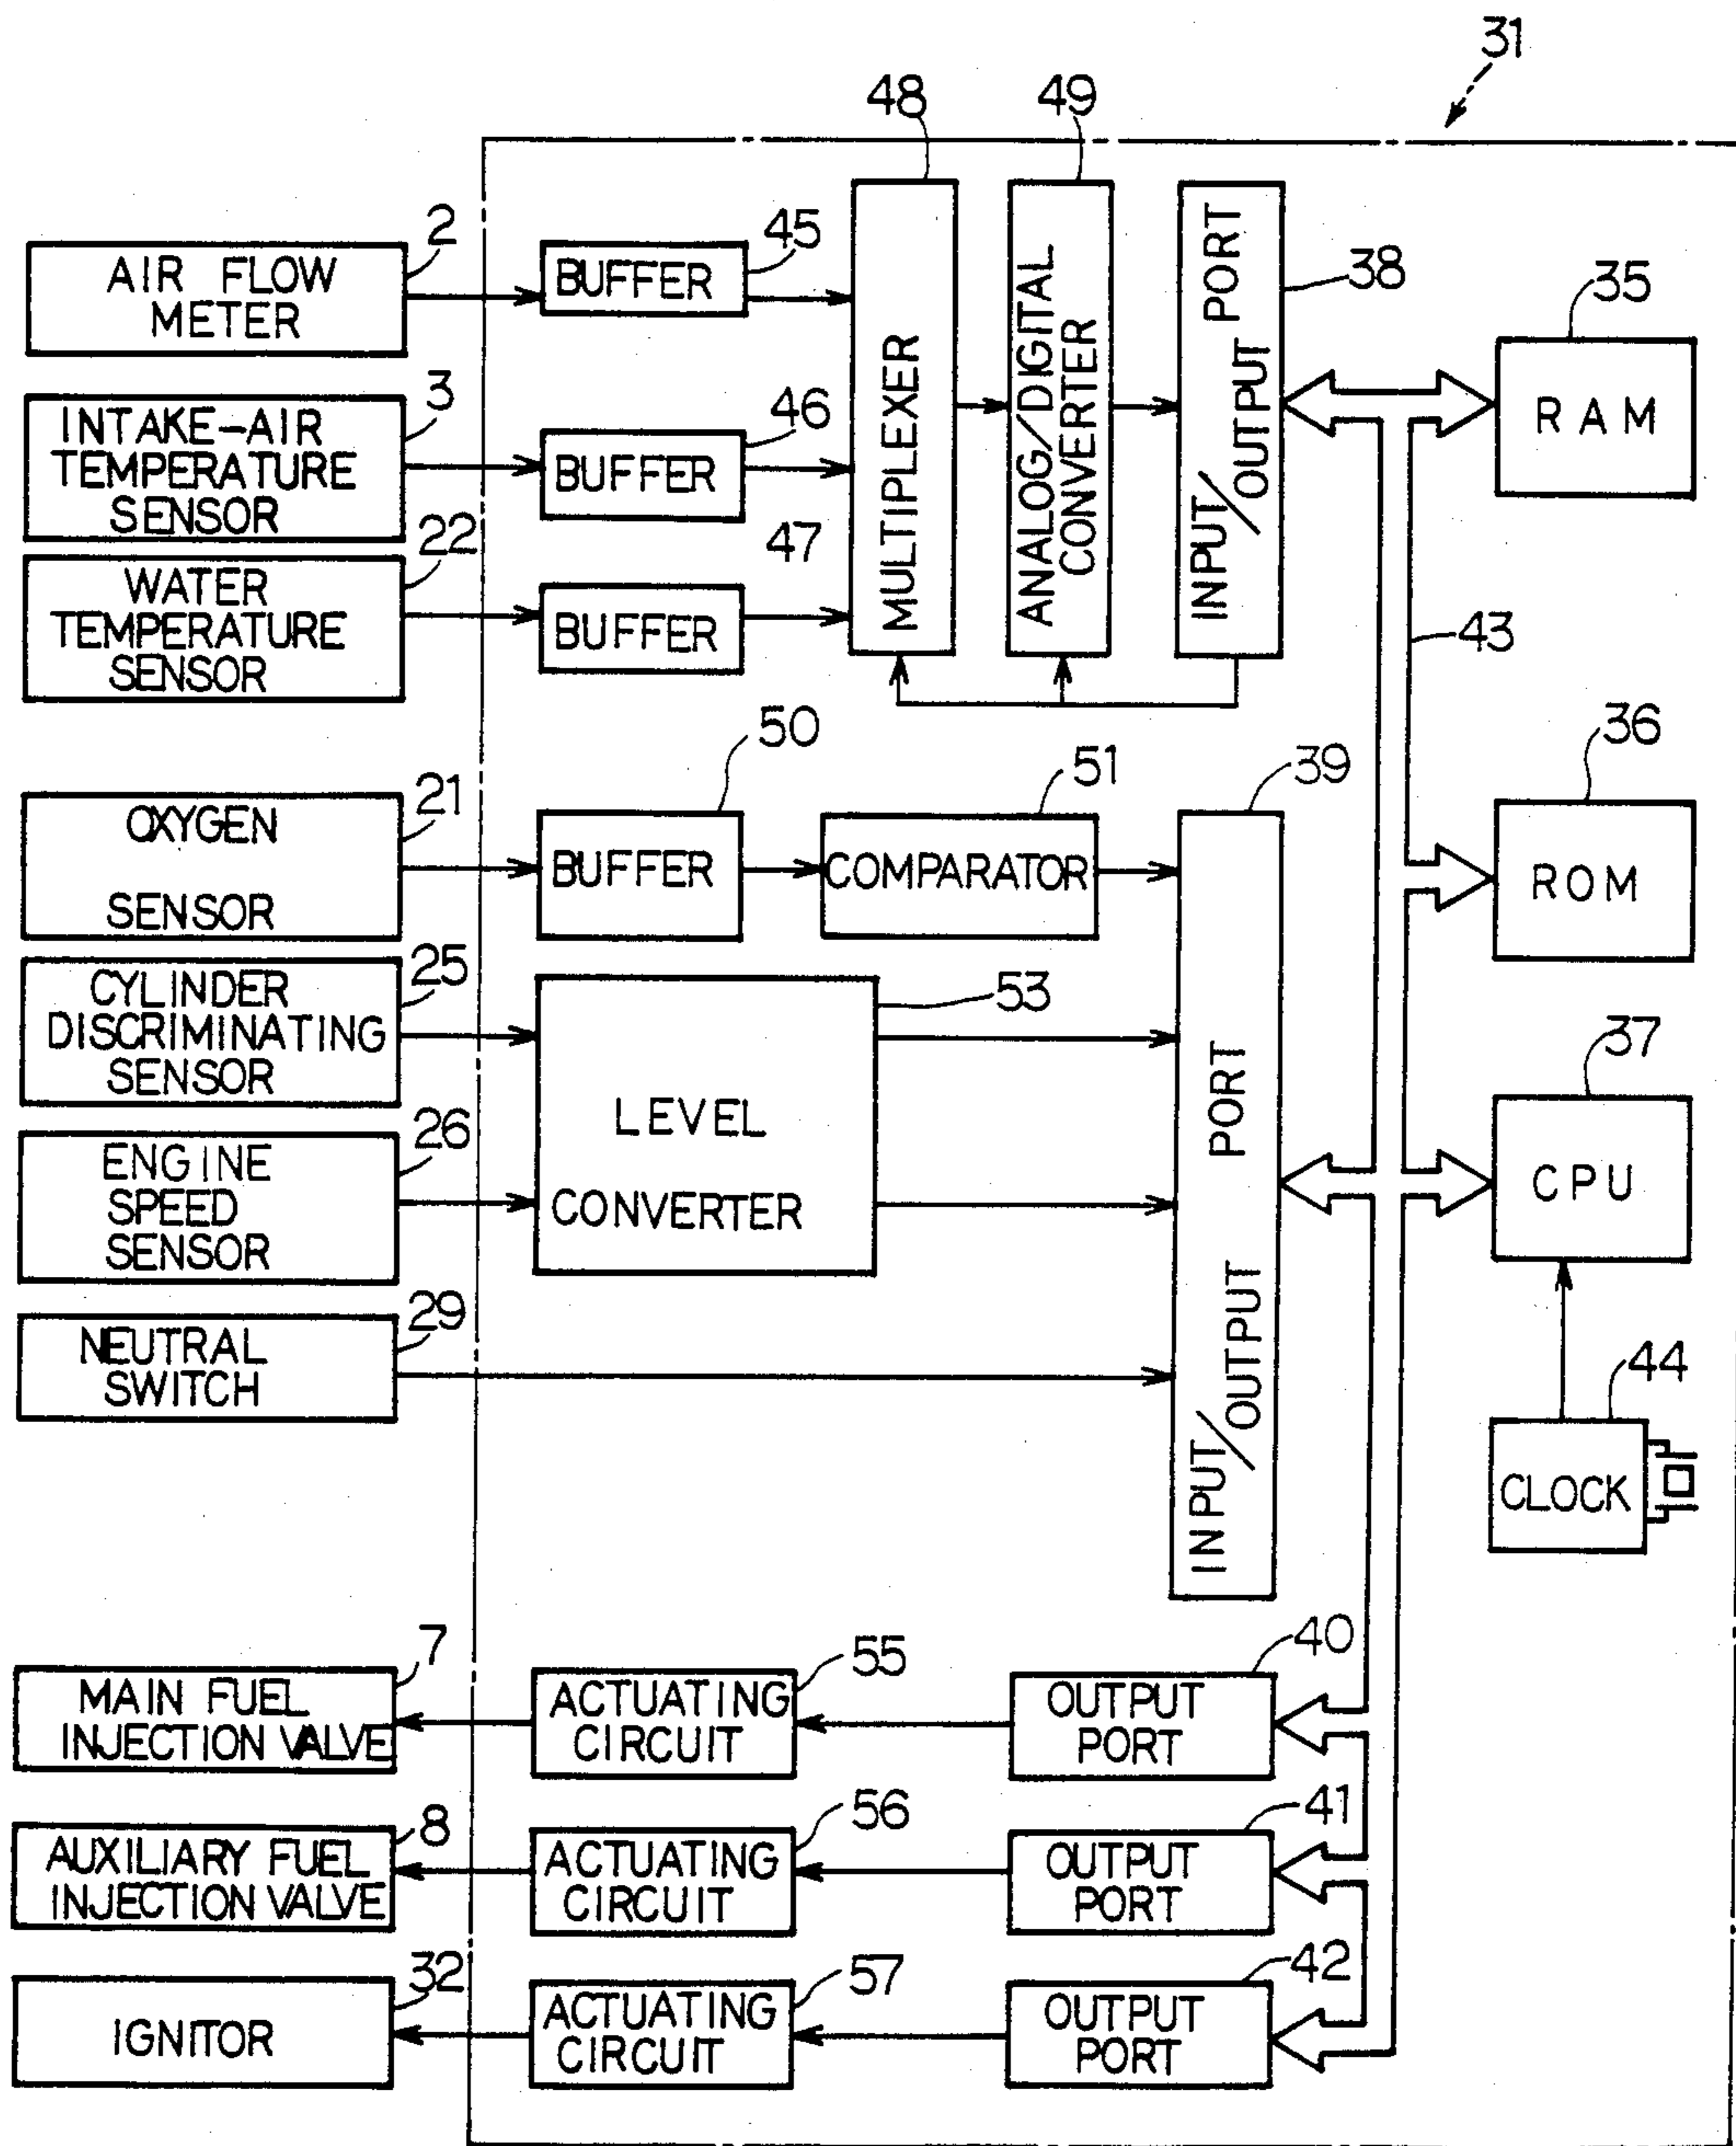 31
48
49
2
45
AIR FLOW
METER
BUFFER
MULTIPLEXER
ANALOG/DIGITAL
CONVERTER
INPUT/
OUTPUT PORT
38
35
RAM
3
INTAKE-AIR
TEMPERATURE
SENSOR
46
BUFFER
22
WATER
TEMPERATURE
SENSOR
47
BUFFER
43
50
51
39
36
21
OXYGEN
SENSOR
BUFFER
COMPARATOR
ROM
25
CYLINDER
DISCRIMINATING
SENSOR
53
LEVEL
CONVERTER
INPUT/
OUTPUT PORT
37
CPU
26
ENGINE
SPEED
SENSOR
29
NEUTRAL
SWITCH
44
CLOCK
7
MAIN FUEL
INJECTION VALVE
55
ACTUATING
CIRCUIT
40
OUTPUT
PORT
8
AUXILIARY FUEL
INJECTION VALVE
56
ACTUATING
CIRCUIT
41
OUTPUT
PORT
32
IGNITOR
57
ACTUATING
CIRCUIT
42
OUTPUT
PORT